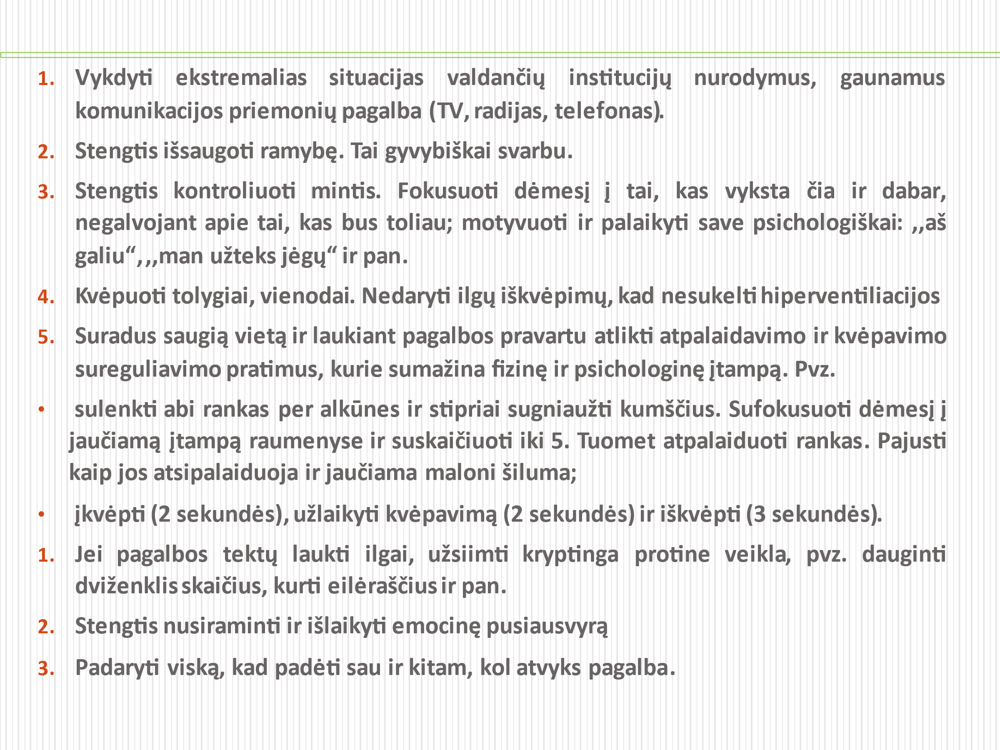 1. Vykdyti ekstremalias situacijas valdančių institucijų nurodymus, gaunamus
komunikacijos priemonių pagalba (TV, radijas, telefonas).
2. Stengtis išsaugoti ramybę. Tai gyvybiškai svarbu.
3. Stengtis kontroliuoti mintis. Fokusuoti dėmesį į tai, kas vyksta čia ir dabar,
negalvojant apie tai, kas bus toliau; motyvuoti ir palaikyti save psichologiškai: ,,aš
galiu“,,,man užteks jėgų“ ir pan.
4. Kvėpuoti tolygiai, vienodai. Nedaryti ilgų iškvėpimų, kad nesukelti hiperventiliacijos
5. Suradus saugią vietą ir laukiant pagalbos pravartu atlikti atpalaidavimo ir kvėpavimo
sureguliavimo pratimus, kurie sumažina fizinę ir psichologinę įtampą. Pvz.
• sulenkti abi rankas per alkūnes ir stipriai sugniaužti kumščius. Sufokusuoti dėmesį į
jaučiamą įtampą raumenyse ir suskaičiuoti iki 5. Tuomet atpalaiduoti rankas. Pajusti
kaip jos atsipalaiduoja ir jaučiama maloni šiluma;
• įkvėpti (2 sekundės), užlaikyti kvėpavimą (2 sekundės) ir iškvėpti (3 sekundės).
1. Jei pagalbos tektų laukti ilgai, užsiimti kryptinga protine veikla, pvz. dauginti
dviženklis skaičius, kurti eilėraščius ir pan.
2. Stengtis nusiraminti ir išlaikyti emocinę pusiausvyrą
3. Padaryti viską, kad padėti sau ir kitam, kol atvyks pagalba.